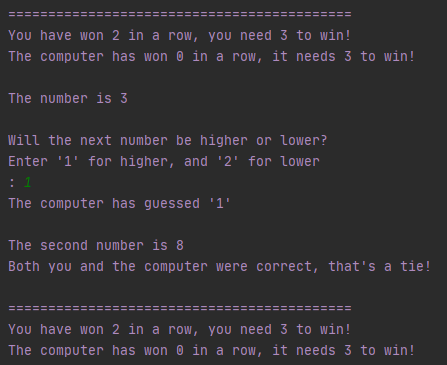 ===========================================
You have won 2 in a row, you need 3 to win!
The computer has won 0 in a row, it needs 3 to win!
The number is 3
Will the next number be higher or lower?
Enter '1' for higher, and '2' for lower
: 1
The computer has guessed '1'
The second number is 8
Both you and the computer were correct, that's a tie!
===========================================
You have won 2 in a row, you need 3 to win!
The computer has won 0 in a row, it needs 3 to win!